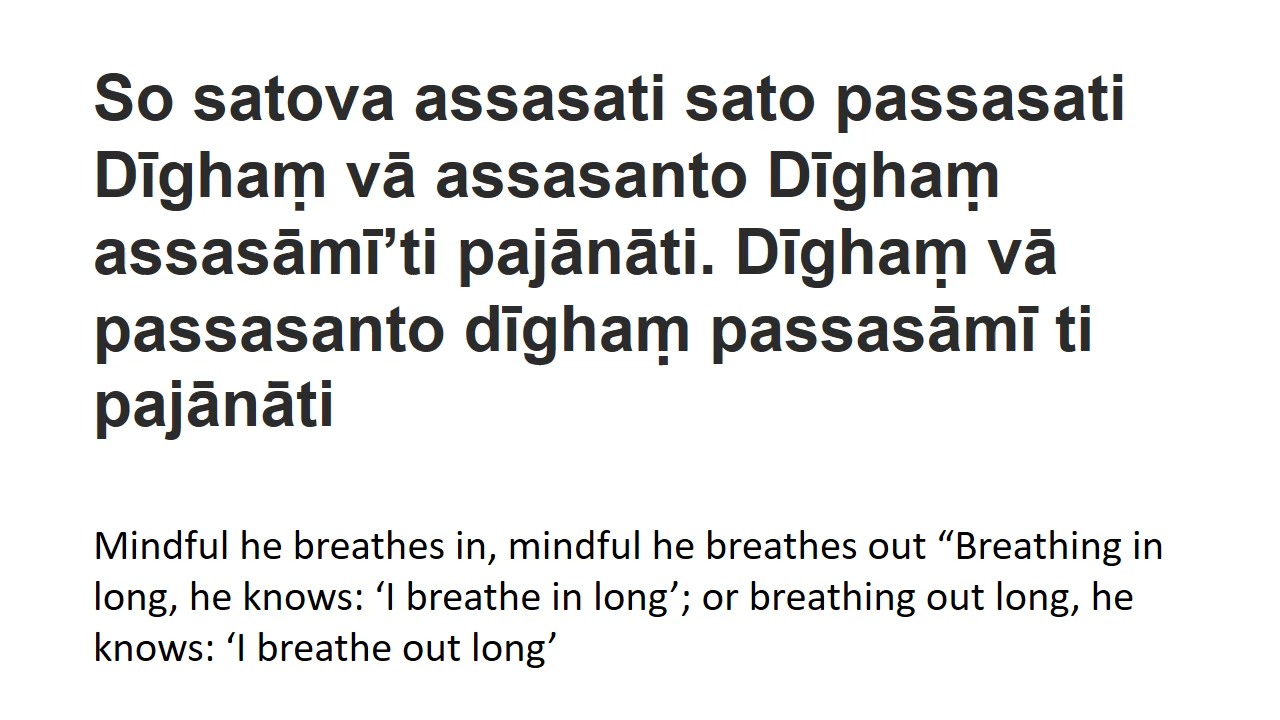 So satova assasati sato passasati
Dīghaṃ vā assasanto Dīghaṃ
assasāmī’ti pajānāti. Dīghaṃ vā
passasanto dīghaṃ passasāmī ti
pajānāti
Mindful he breathes in, mindful he breathes out “Breathing in
long, he knows: ‘I breathe in long’; or breathing out long, he
knows: ‘I breathe out long’